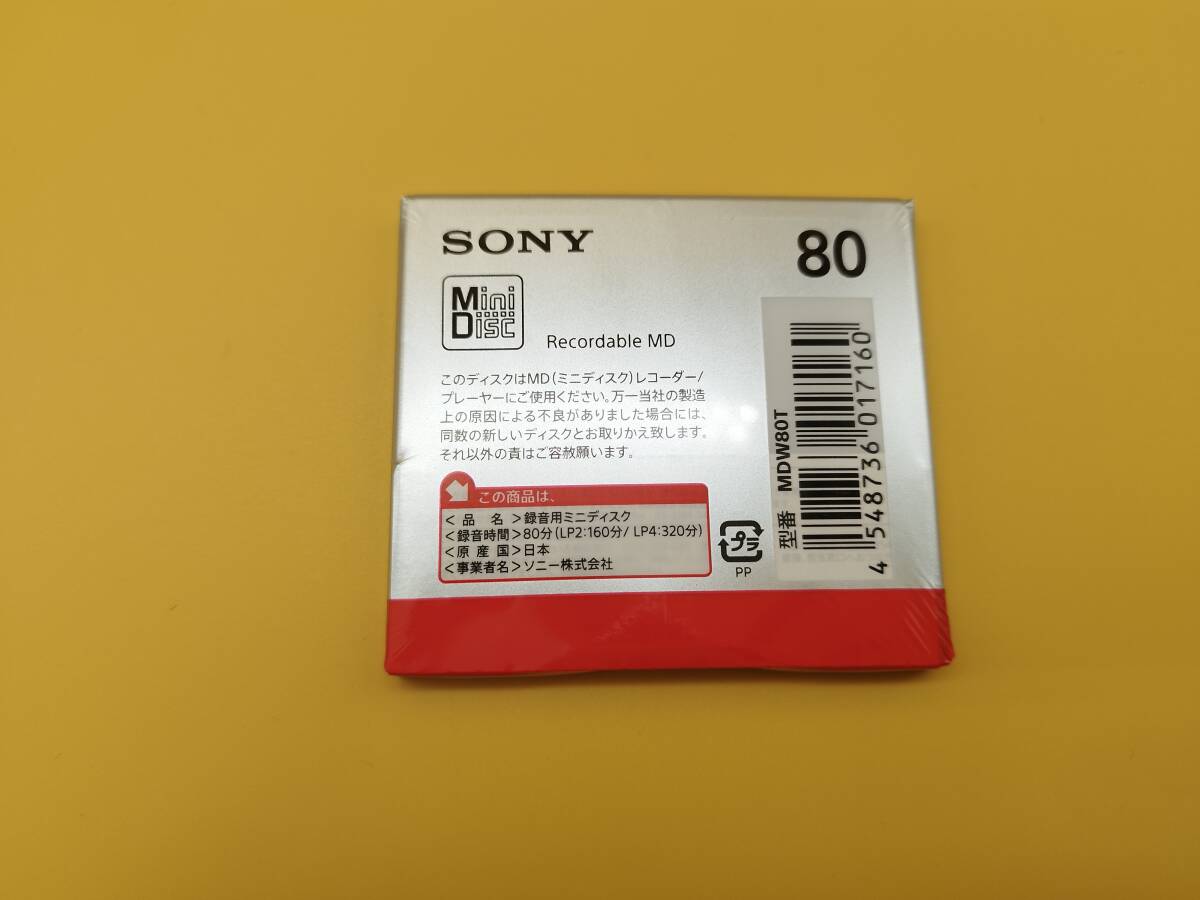 SONY
80
Mini
Disc
Recordable MD
このディスクはMD(ミニディスク)レコーダー/
プレーヤーにご使用ください。万一当社の製造
上の原因による不良がありました場合には、
同数の新しいディスクとお取りかえ致します。
それ以外の責はご容赦願います。
この商品は、
<品 名>録音用ミニディスク
<録音時間>80分(LP2:160分/ LP4:320分)
<原 産 国>日本
<事業者名>ソニー株式会社
プラ
PP
型番 MDW80T
4 548736 017160